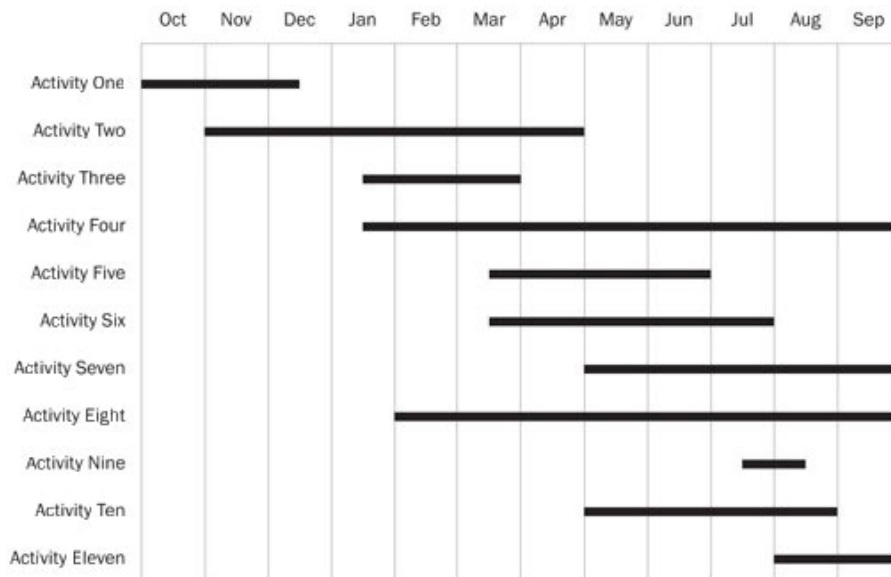 Oct Nov Dec Jan Feb Mar Apr May Jun Jul Aug Sep
Activity One
Activity Two
Activity Three
Activity Four
Activity Five
Activity Six
Activity Seven
Activity Eight
Activity Nine
Activity Ten
Activity Eleven